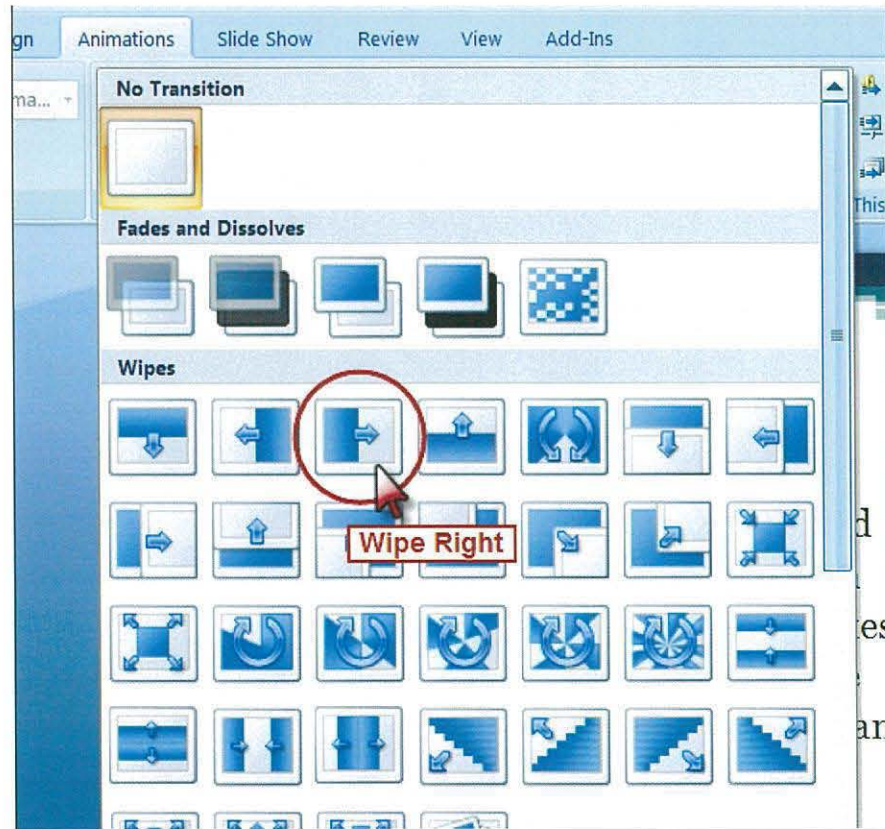 gn Animations Slide Show Review View Add-Ins
ma...
No Transition
This
Fades and Dissolves
Wipes
Wipe Right
d
es
e
an